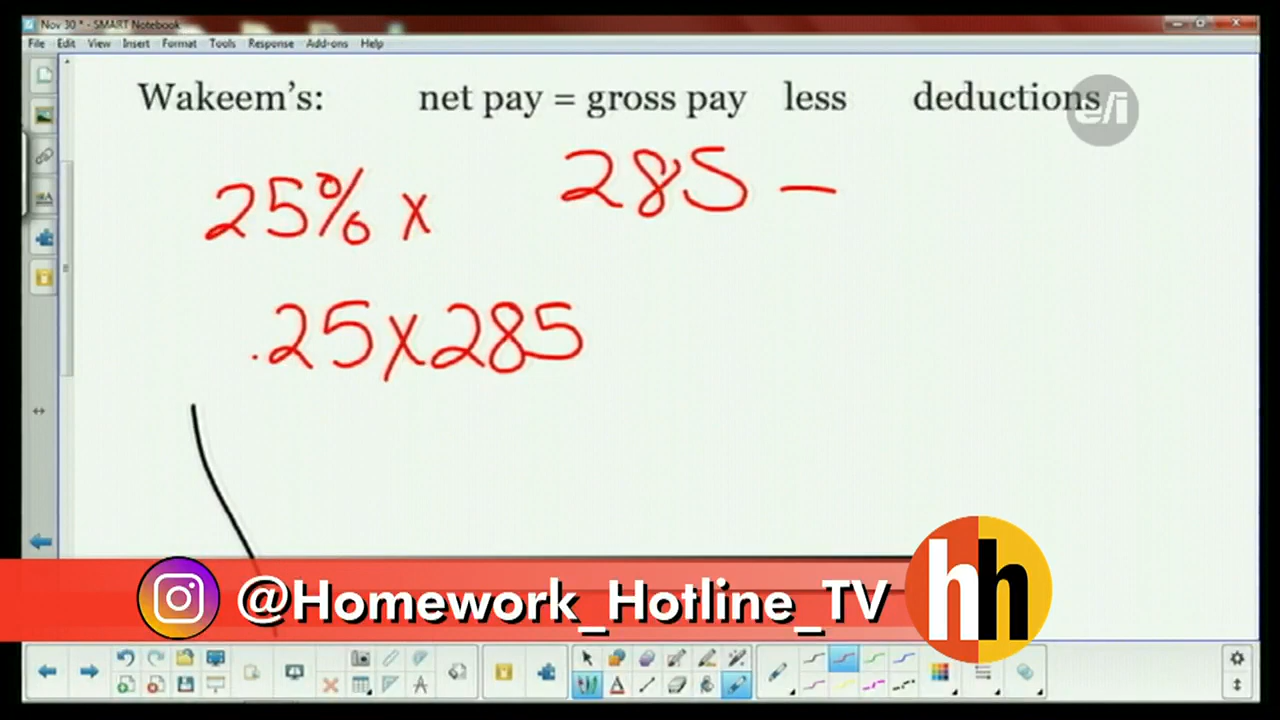 Nov 30 * - SMART Notebook
File Edit View Insert Format Tools Response Add-ons Help
Wakeem's: net pay = gross pay less deductions
e/i
25% x 285 —
.25x285
@Homework_Hotline_TV hh